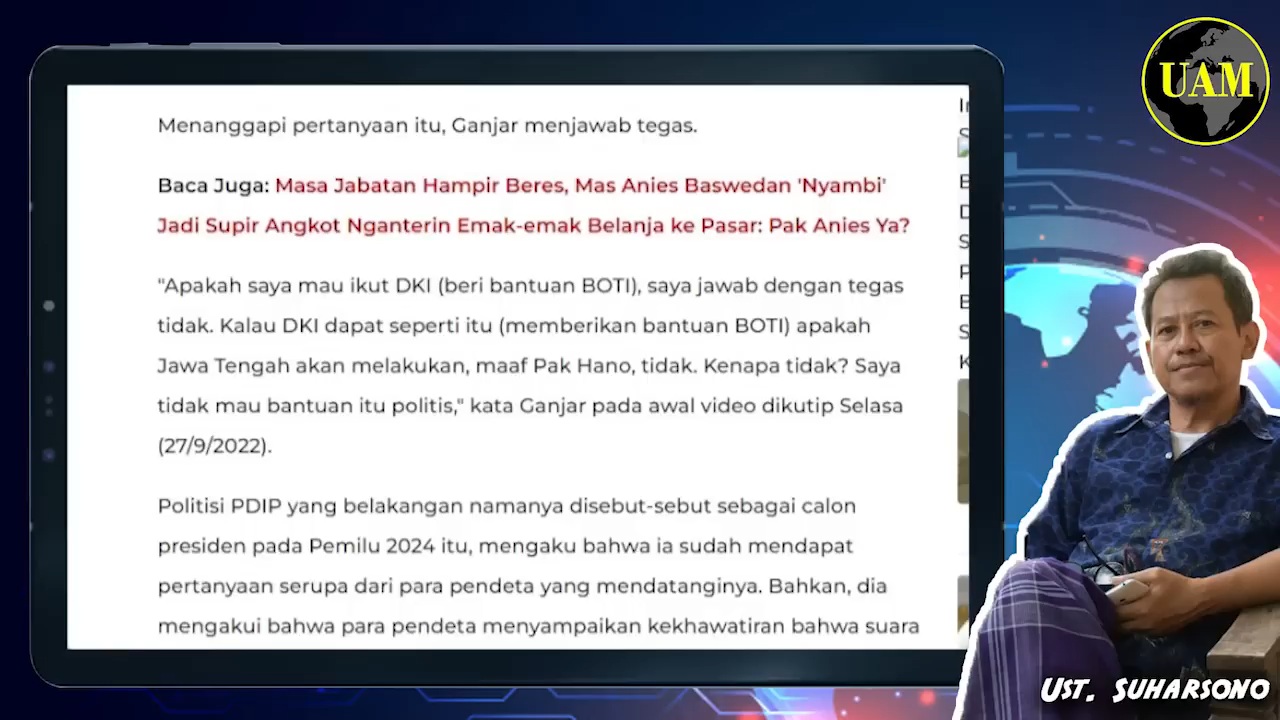 Menanggapi pertanyaan itu, Ganjar menjawab tegas.
Baca Juga: Masa Jabatan Hampir Beres, Mas Anies Baswedan 'Nyambi'
Jadi Supir Angkot Nganterin Emak-emak Belanja ke Pasar: Pak Anies Ya?
"Apakah saya mau ikut DKI (beri bantuan BOTI), saya jawab dengan tegas
tidak. Kalau DKI dapat seperti itu (memberikan bantuan BOTI) apakah
Jawa Tengah akan melakukan, maaf Pak Hano, tidak. Kenapa tidak? Saya
tidak mau bantuan itu politis," kata Ganjar pada awal video dikutip Selasa
(27/9/2022).
Politisi PDIP yang belakangan namanya disebut-sebut sebagai calon
presiden pada Pemilu 2024 itu, mengaku bahwa ia sudah mendapat
pertanyaan serupa dari para pendeta yang mendatanginya. Bahkan, dia
mengakui bahwa para pendeta menyampaikan kekhawatiran bahwa suara
UAM
UST. SUHARSONO